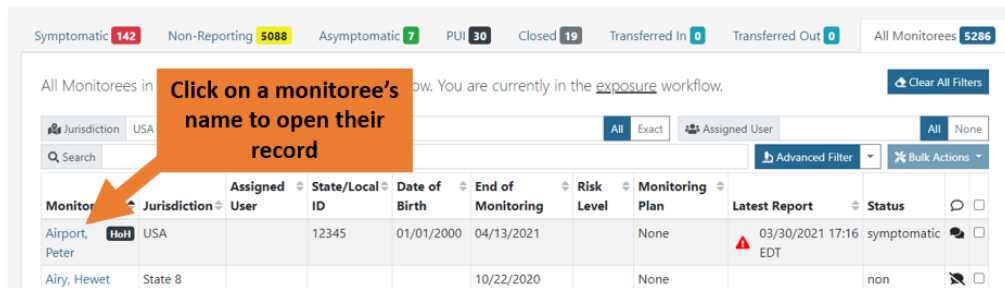 Symptomatic 142 Non-Reporting 5088 Asymptomatic 7 PUI 30 Closed 19 Transferred In 0 Transferred Out 0 All Monitorees 5286
All Monitorees in ow. You are currently in the exposure workflow. Clear All Filters
Click on a monitoree's
name to open their
record
Jurisdiction USA All Exact Assigned User All None
Search Advanced Filter Bulk Actions
Assigned State/Local Date of End of Risk Monitoring
Monitor Jurisdiction User ID Birth Monitoring Level Plan Latest Report Status
Airport, HoH USA 12345 01/01/2000 04/13/2021 None 03/30/2021 17:16 symptomatic
Peter EDT
Airy, Hewet State 8 10/22/2020 None non